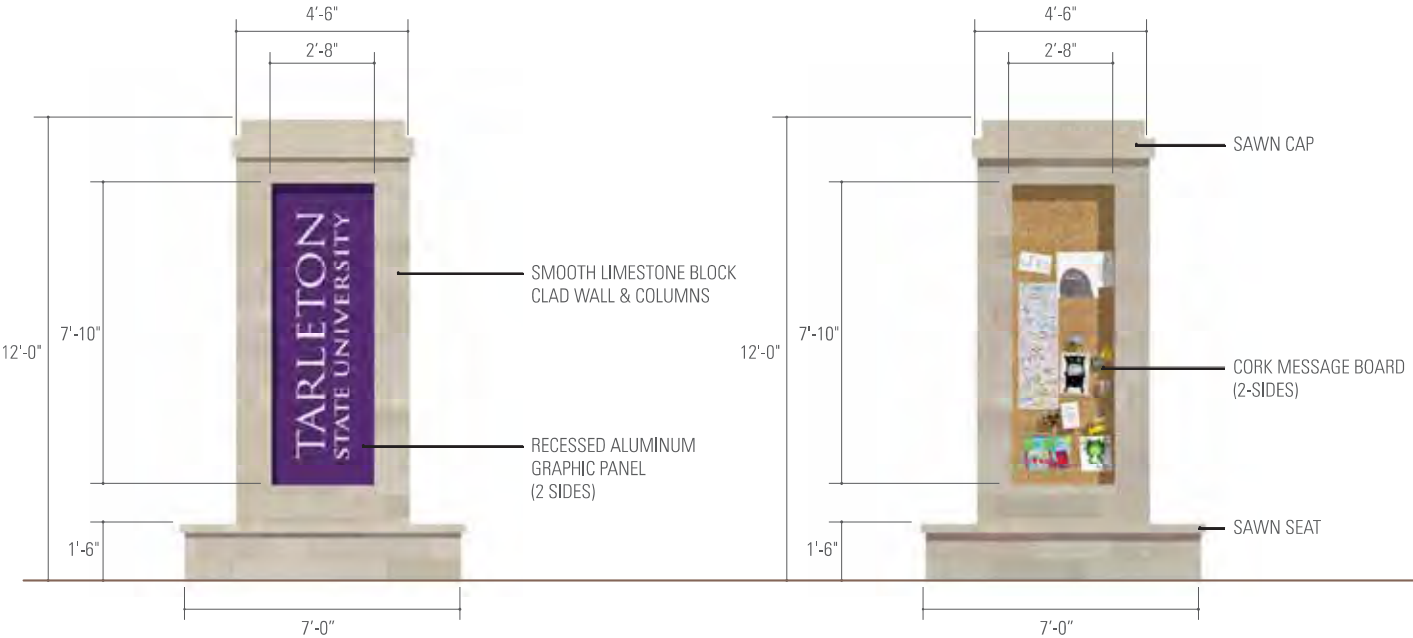 4'-6"
2'-8"
12'-0"
7'-10"
1'-6"
7'-0"
TARLETON
STATE UNIVERSITY
SMOOTH LIMESTONE BLOCK
CLAD WALL & COLUMNS
RECESSED ALUMINUM
GRAPHIC PANEL
(2 SIDES)
4'-6"
2'-8"
12'-0"
7'-10"
1'-6"
7'-0"
SAWN CAP
CORK MESSAGE BOARD
(2-SIDES)
SAWN SEAT